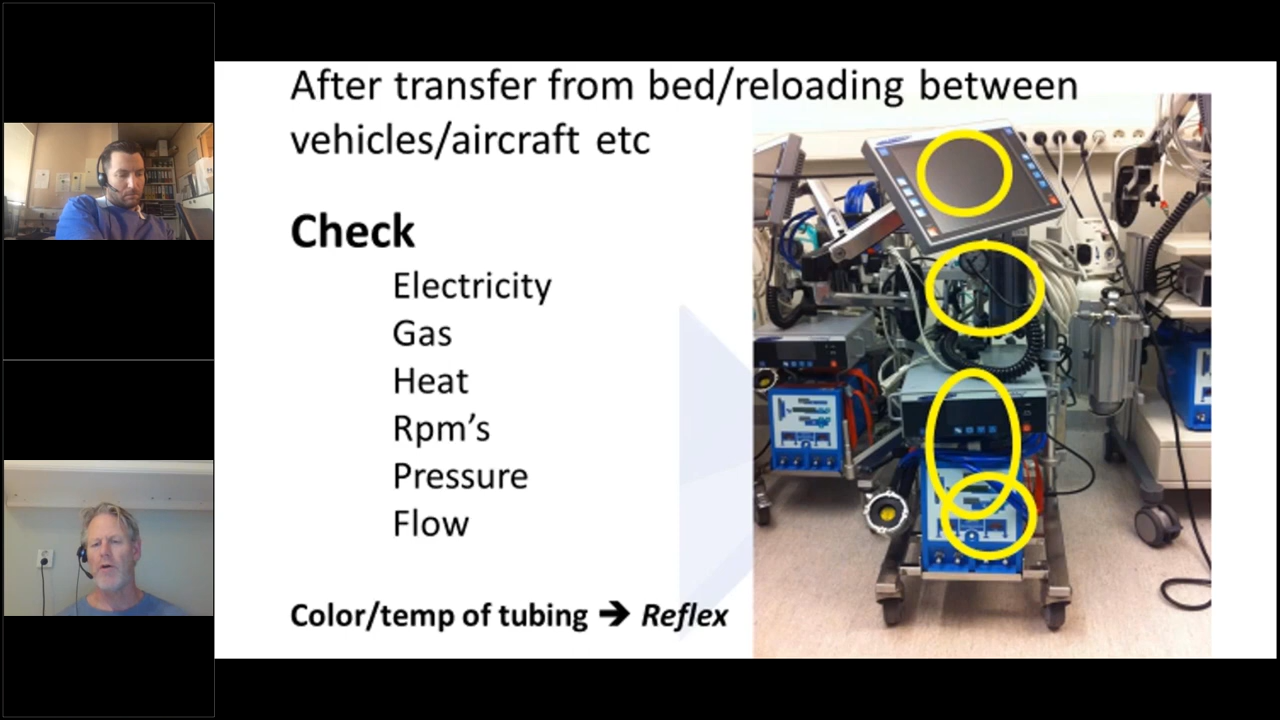 After transfer from bed/reloading between
vehicles/aircraft etc
Check
Electricity
Gas
Heat
Rpm’s
Pressure
Flow
Color/temp of tubing ➔ Reflex